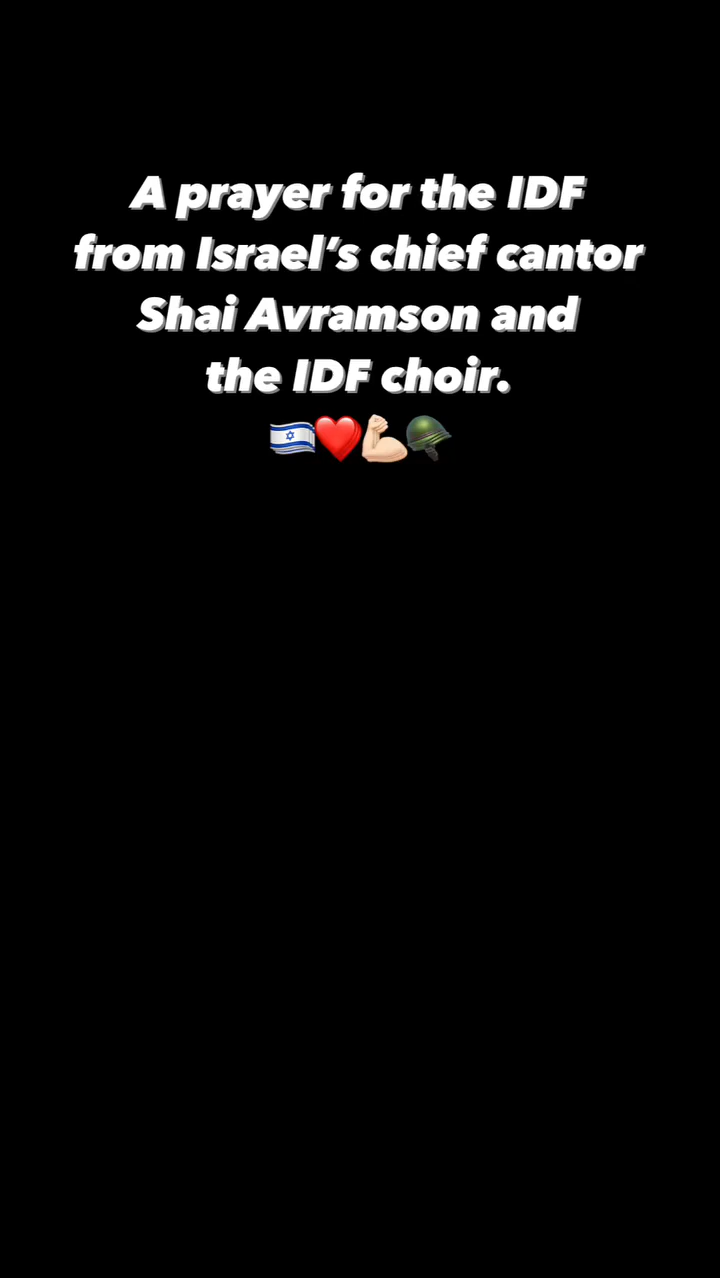 A prayer for the IDF
from Israel’s chief cantor
Shai Avramson and
the IDF choir.
🇮🇱❤️💪🏻🪖